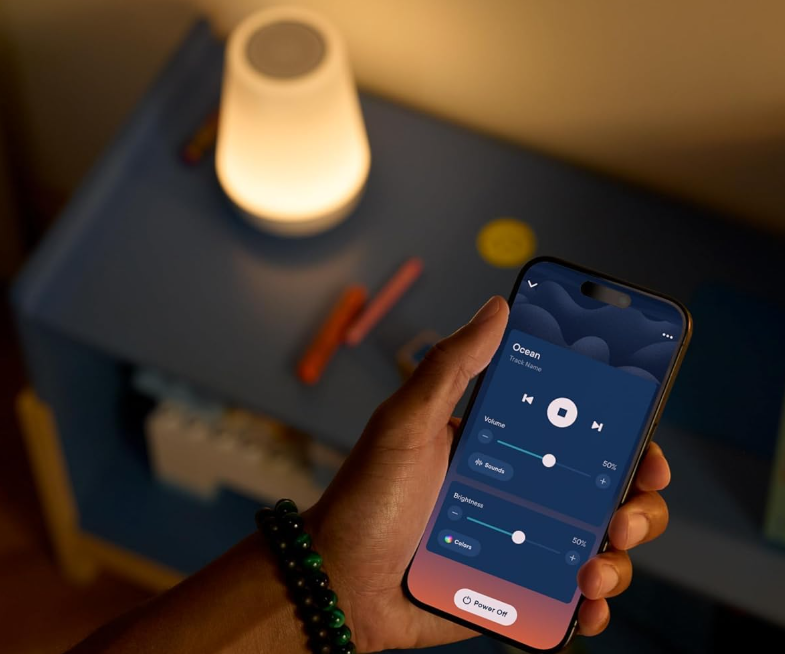 Ocean
Track Name
Volume
50%
Sounds
Brightness
50%
Colors
Power Off